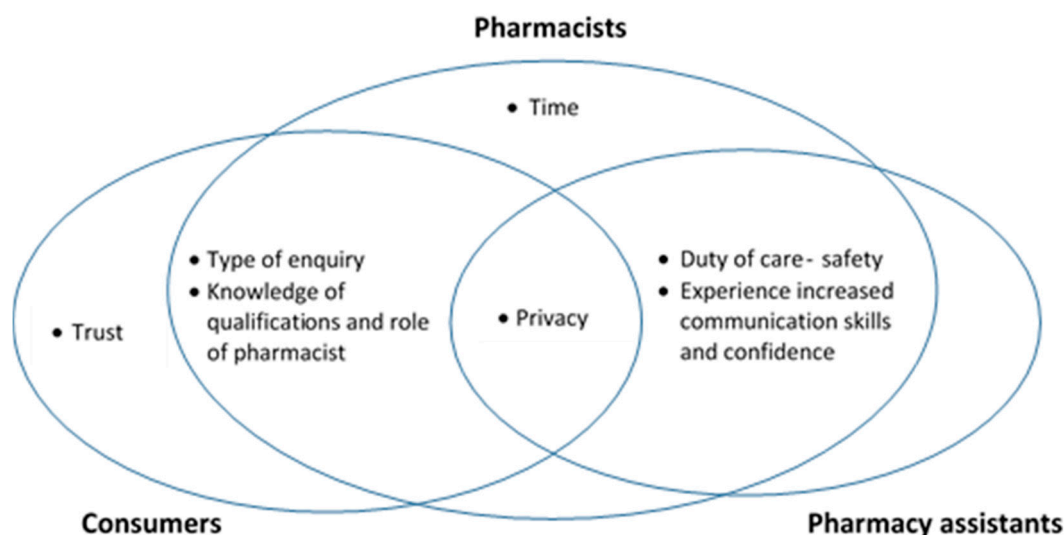 Pharmacists
• Time
• Type of enquiry
• Knowledge of
qualifications and role
of pharmacist
• Duty of care- safety
• Experience increased
communication skills
and confidence
• Privacy
• Trust
Consumers
Pharmacy assistants